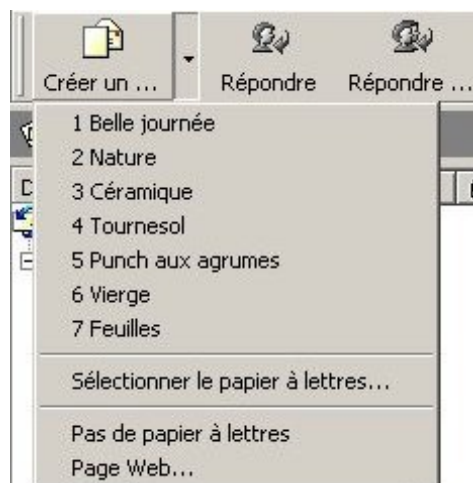 Créer un ... Répondre Répondre ...
1 Belle journée
2 Nature
3 Céramique
4 Tournesol
5 Punch aux agrumes
6 Vierge
7 Feuilles
Sélectionner le papier à lettres...
Pas de papier à lettres
Page Web...